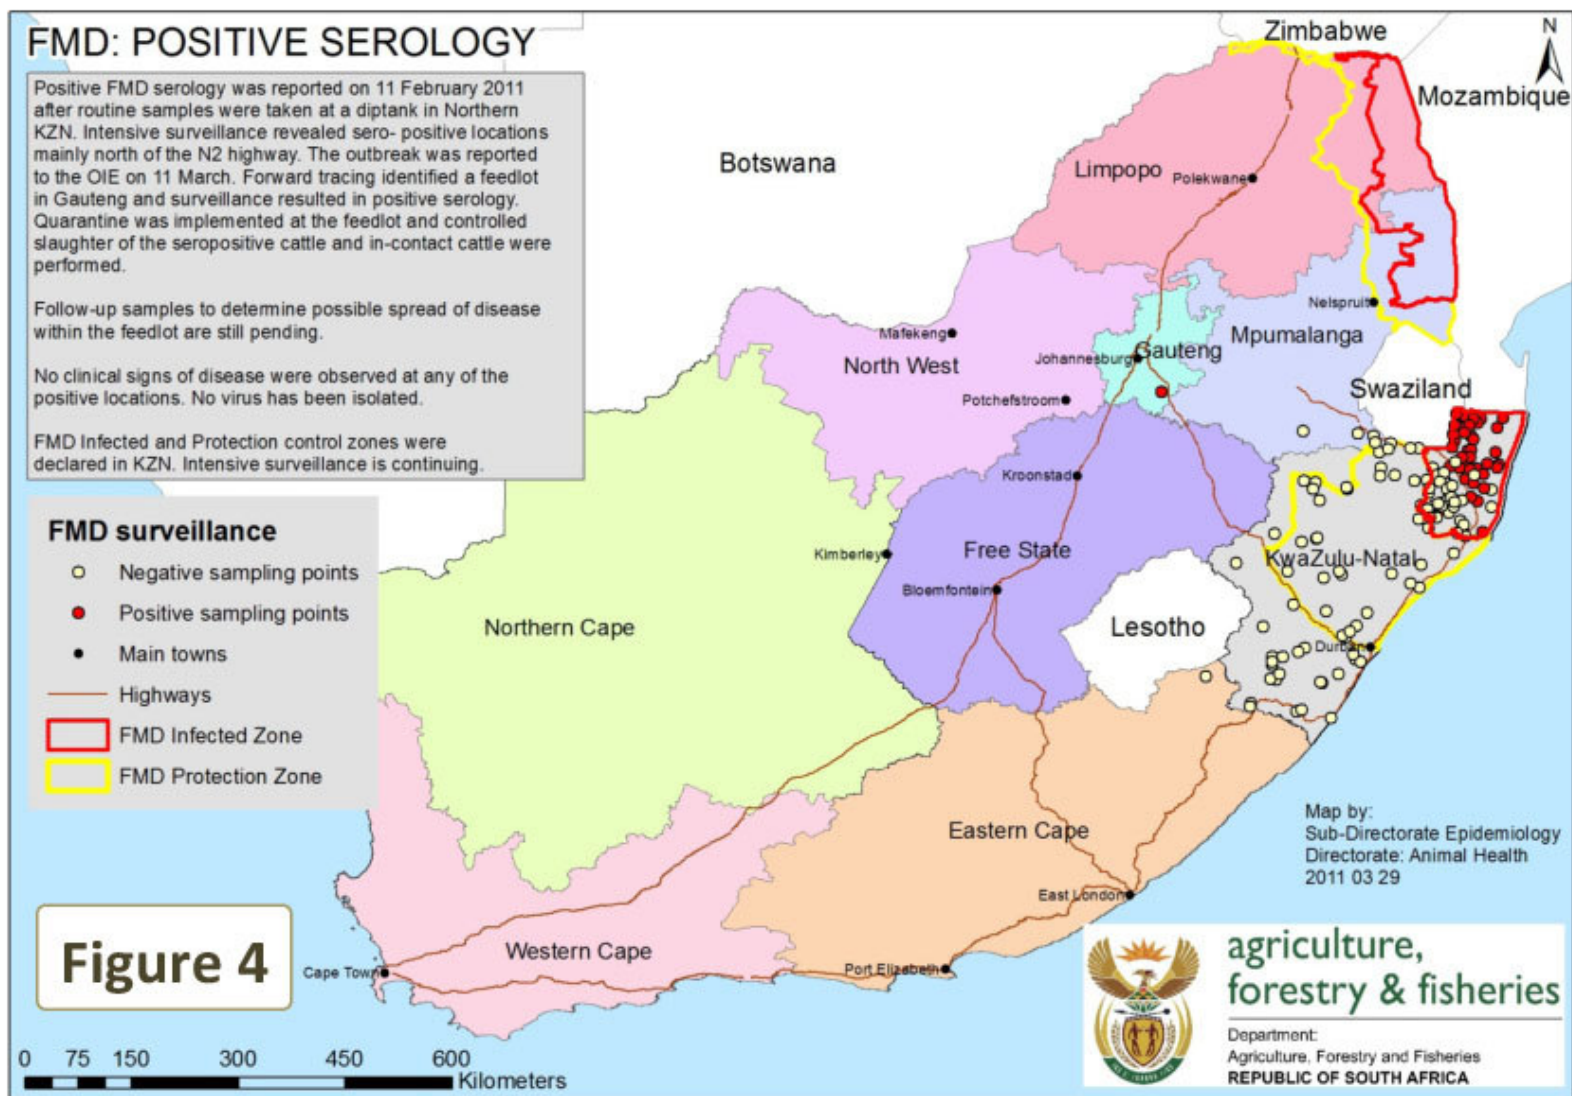 FMD: POSITIVE SEROLOGY
Positive FMD serology was reported on 11 February 2011
after routine samples were taken at a diptank in Northern
KZN. Intensive surveillance revealed sero- positive locations
mainly north of the N2 highway. The outbreak was reported
to the OIE on 11 March. Forward tracing identified a feedlot
in Gauteng and surveillance resulted in positive serology.
Quarantine was implemented at the feedlot and controlled
slaughter of the seropositive cattle and in-contact cattle were
performed.
Follow-up samples to determine possible spread of disease
within the feedlot are still pending.
No clinical signs of disease were observed at any of the
positive locations. No virus has been isolated.
FMD Infected and Protection control zones were
declared in KZN. Intensive surveillance is continuing.
FMD surveillance
Negative sampling points
Positive sampling points
Main towns
Highways
FMD Infected Zone
FMD Protection Zone
Zimbabwe
N
Mozambique
Botswana
Limpopo
Polekwane
Nelspruit
Mpumalanga
Mafekeng
North West
Johannesburg
Gauteng
Potchefstroom
Swaziland
Kroonstad
Kimberley
Free State
KwaZulu-Natal
Bloemfontein
Northern Cape
Lesotho
Durban
Eastern Cape
East London
Western Cape
Cape Town
Port Elizabeth
Map by:
Sub-Directorate Epidemiology
Directorate: Animal Health
2011 03 29
Figure 4
0 75 150 300 450 600
Kilometers
agriculture,
forestry & fisheries
Department:
Agriculture, Forestry and Fisheries
REPUBLIC OF SOUTH AFRICA